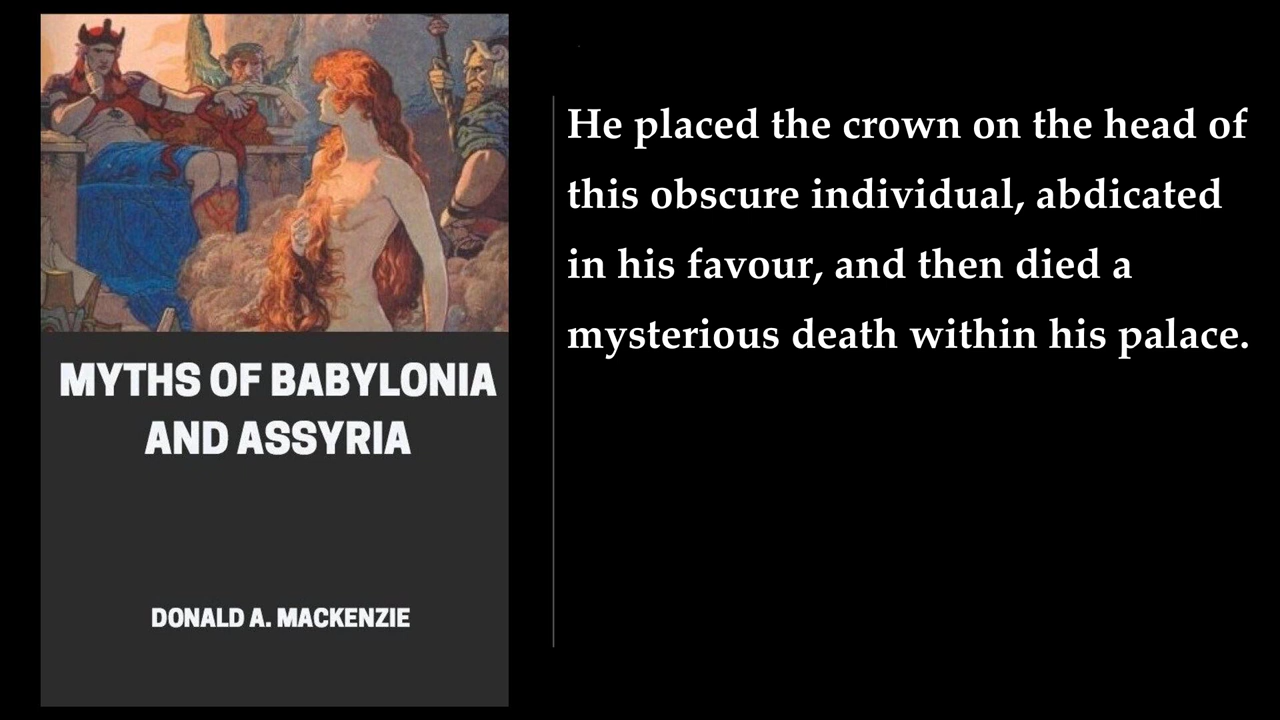 MYTHS OF BABYLONIA
AND ASSYRIA
DONALD A. MACKENZIE
He placed the crown on the head of
this obscure individual, abdicated
in his favour, and then died a
mysterious death within his palace.